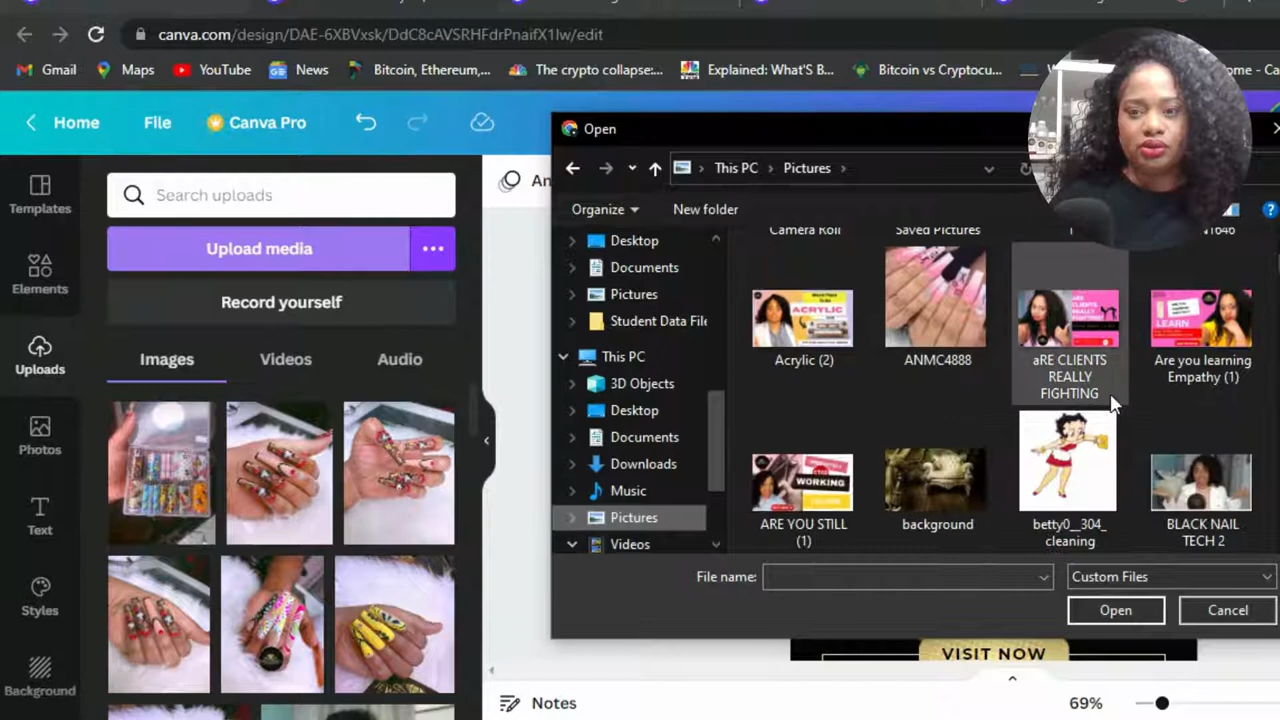 canva.com/design/DAE-6XBVxsk/DdC8cAVSRHFdrPnaifX1lw/edit
Gmail
Maps
YouTube
News
Bitcoin, Ethereum,...
The crypto collapse:...
Explained: What'S B...
Bitcoin vs Cryptocu...
Home
File
Canva Pro
Open
This PC
Pictures
Organize
New folder
Templates
Elements
Uploads
Photos
Text
Styles
Background
Search uploads
Upload media
Record yourself
Images
Videos
Audio
Desktop
Documents
Pictures
Student Data File
This PC
3D Objects
Desktop
Documents
Downloads
Music
Pictures
Videos
Camera Roll
Saved Pictures
ACRYLIC
LEARN
Acrylic (2)
ANMC4888
aRE CLIENTS
REALLY
FIGHTING
Are you learning
Empathy (1)
WORKING
ARE YOU STILL
(1)
background
betty0__304_
cleaning
BLACK NAIL
TECH 2
File name:
Custom Files
Open
Cancel
VISIT NOW
Notes
69%